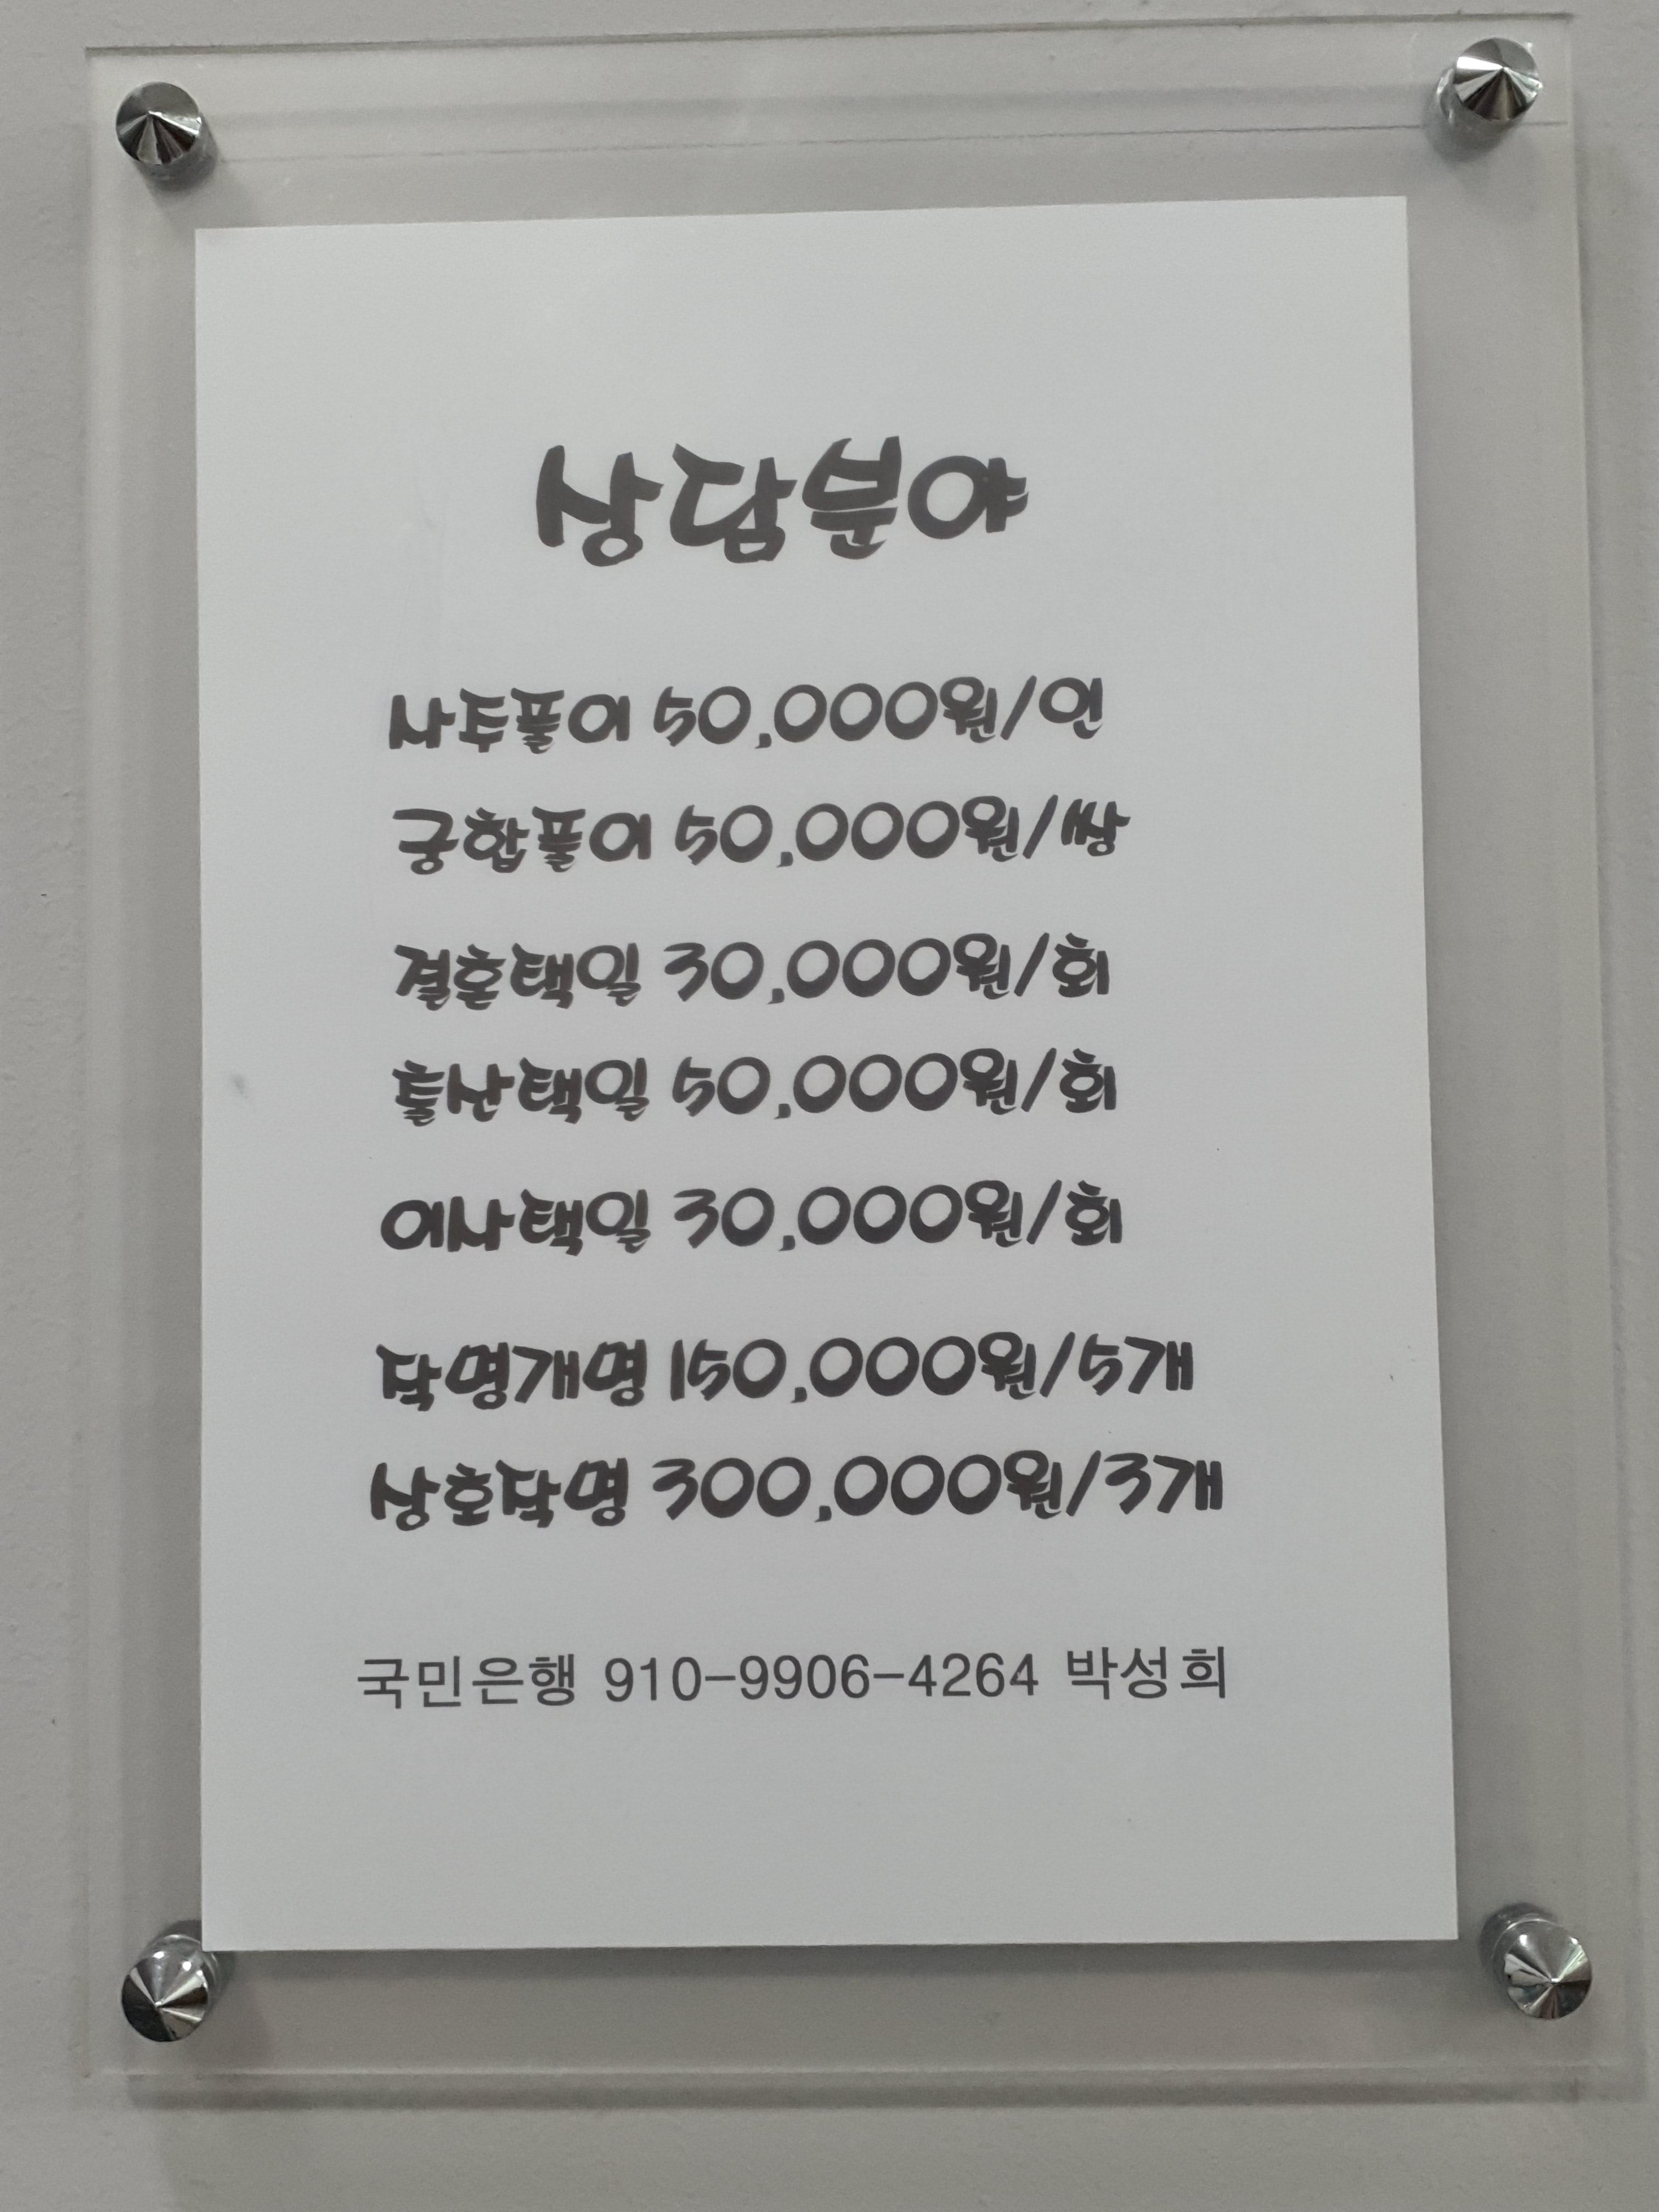 상담분야
사주풀이 50,000원/인
궁합풀이 50,000원/쌍
결혼택일 30,000원/회
출산택일 50,000원/회
이사택일 30,000원/회
작명개명 150,000원/5개
상호작명 300,000원/3개
국민은행 910-9906-4264 박성희